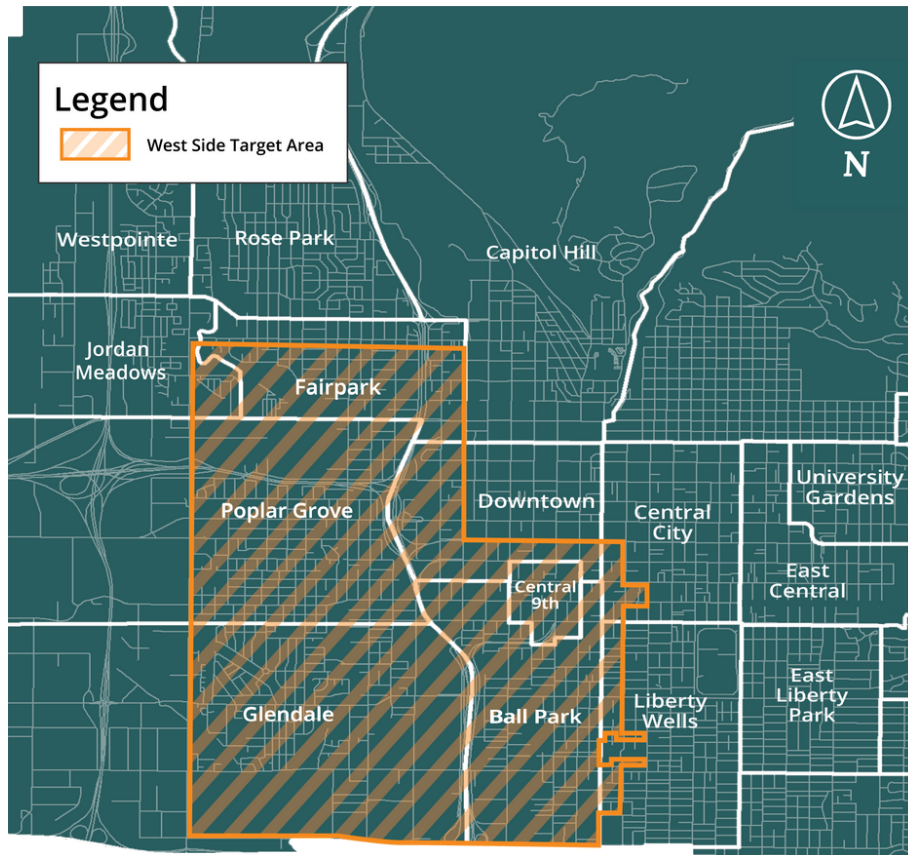 Legend
West Side Target Area
N
Westpointe
Rose Park
Capitol Hill
Jordan
Meadows
Fairpark
Poplar Grove
Downtown
Central
City
University
Gardens
Central
9th
East
Central
Glendale
Ball Park
Liberty
Wells
East
Liberty
Park